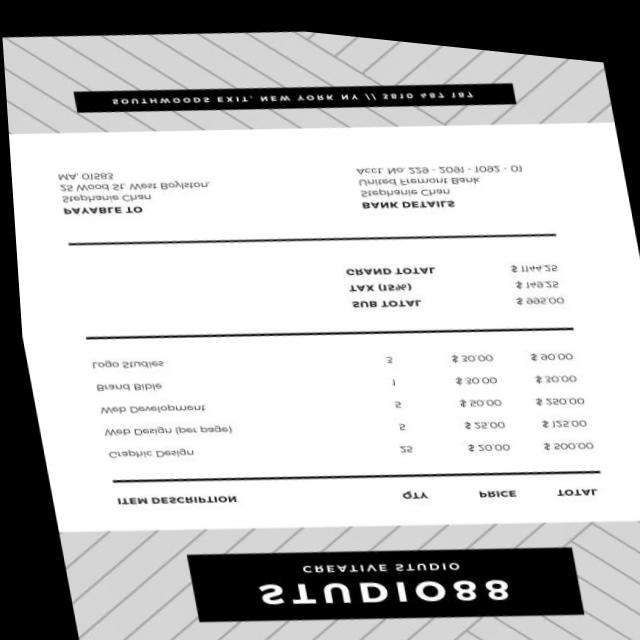 STUDIO88
CREATIVE STUDIO
ITEM DESCRIPTION QTY PRICE TOTAL
Graphic Design 25 $ 20.00 $ 500.00
Web Design (per page) 5 $ 25.00 $ 125.00
Web Development 5 $ 50.00 $ 250.00
Brand Bible 1 $ 30.00 $ 30.00
Logo Studies 3 $ 30.00 $ 90.00
SUB TOTAL $ 995.00
TAX (15%) $ 149.25
GRAND TOTAL $ 1144.25
PAYABLE TO
Stephanie Chan
25 Wood St. West Boylston,
MA, 01583
BANK DETAILS
Stephanie Chan
United Fremont Bank
Acct. No. 229 - 2091 - 1092 - 01
SOUTHWOODS EXIT, NEW YORK NY // 3810 487 187